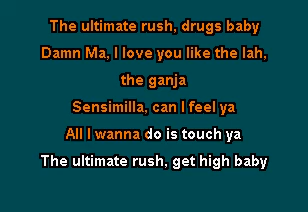 The ultimate rush, drugs baby
Damn Ma, I love you like the lah,
the ganja
Sensimilla, can I feel ya
All I wanna do is touch ya
The ultimate rush, get high baby